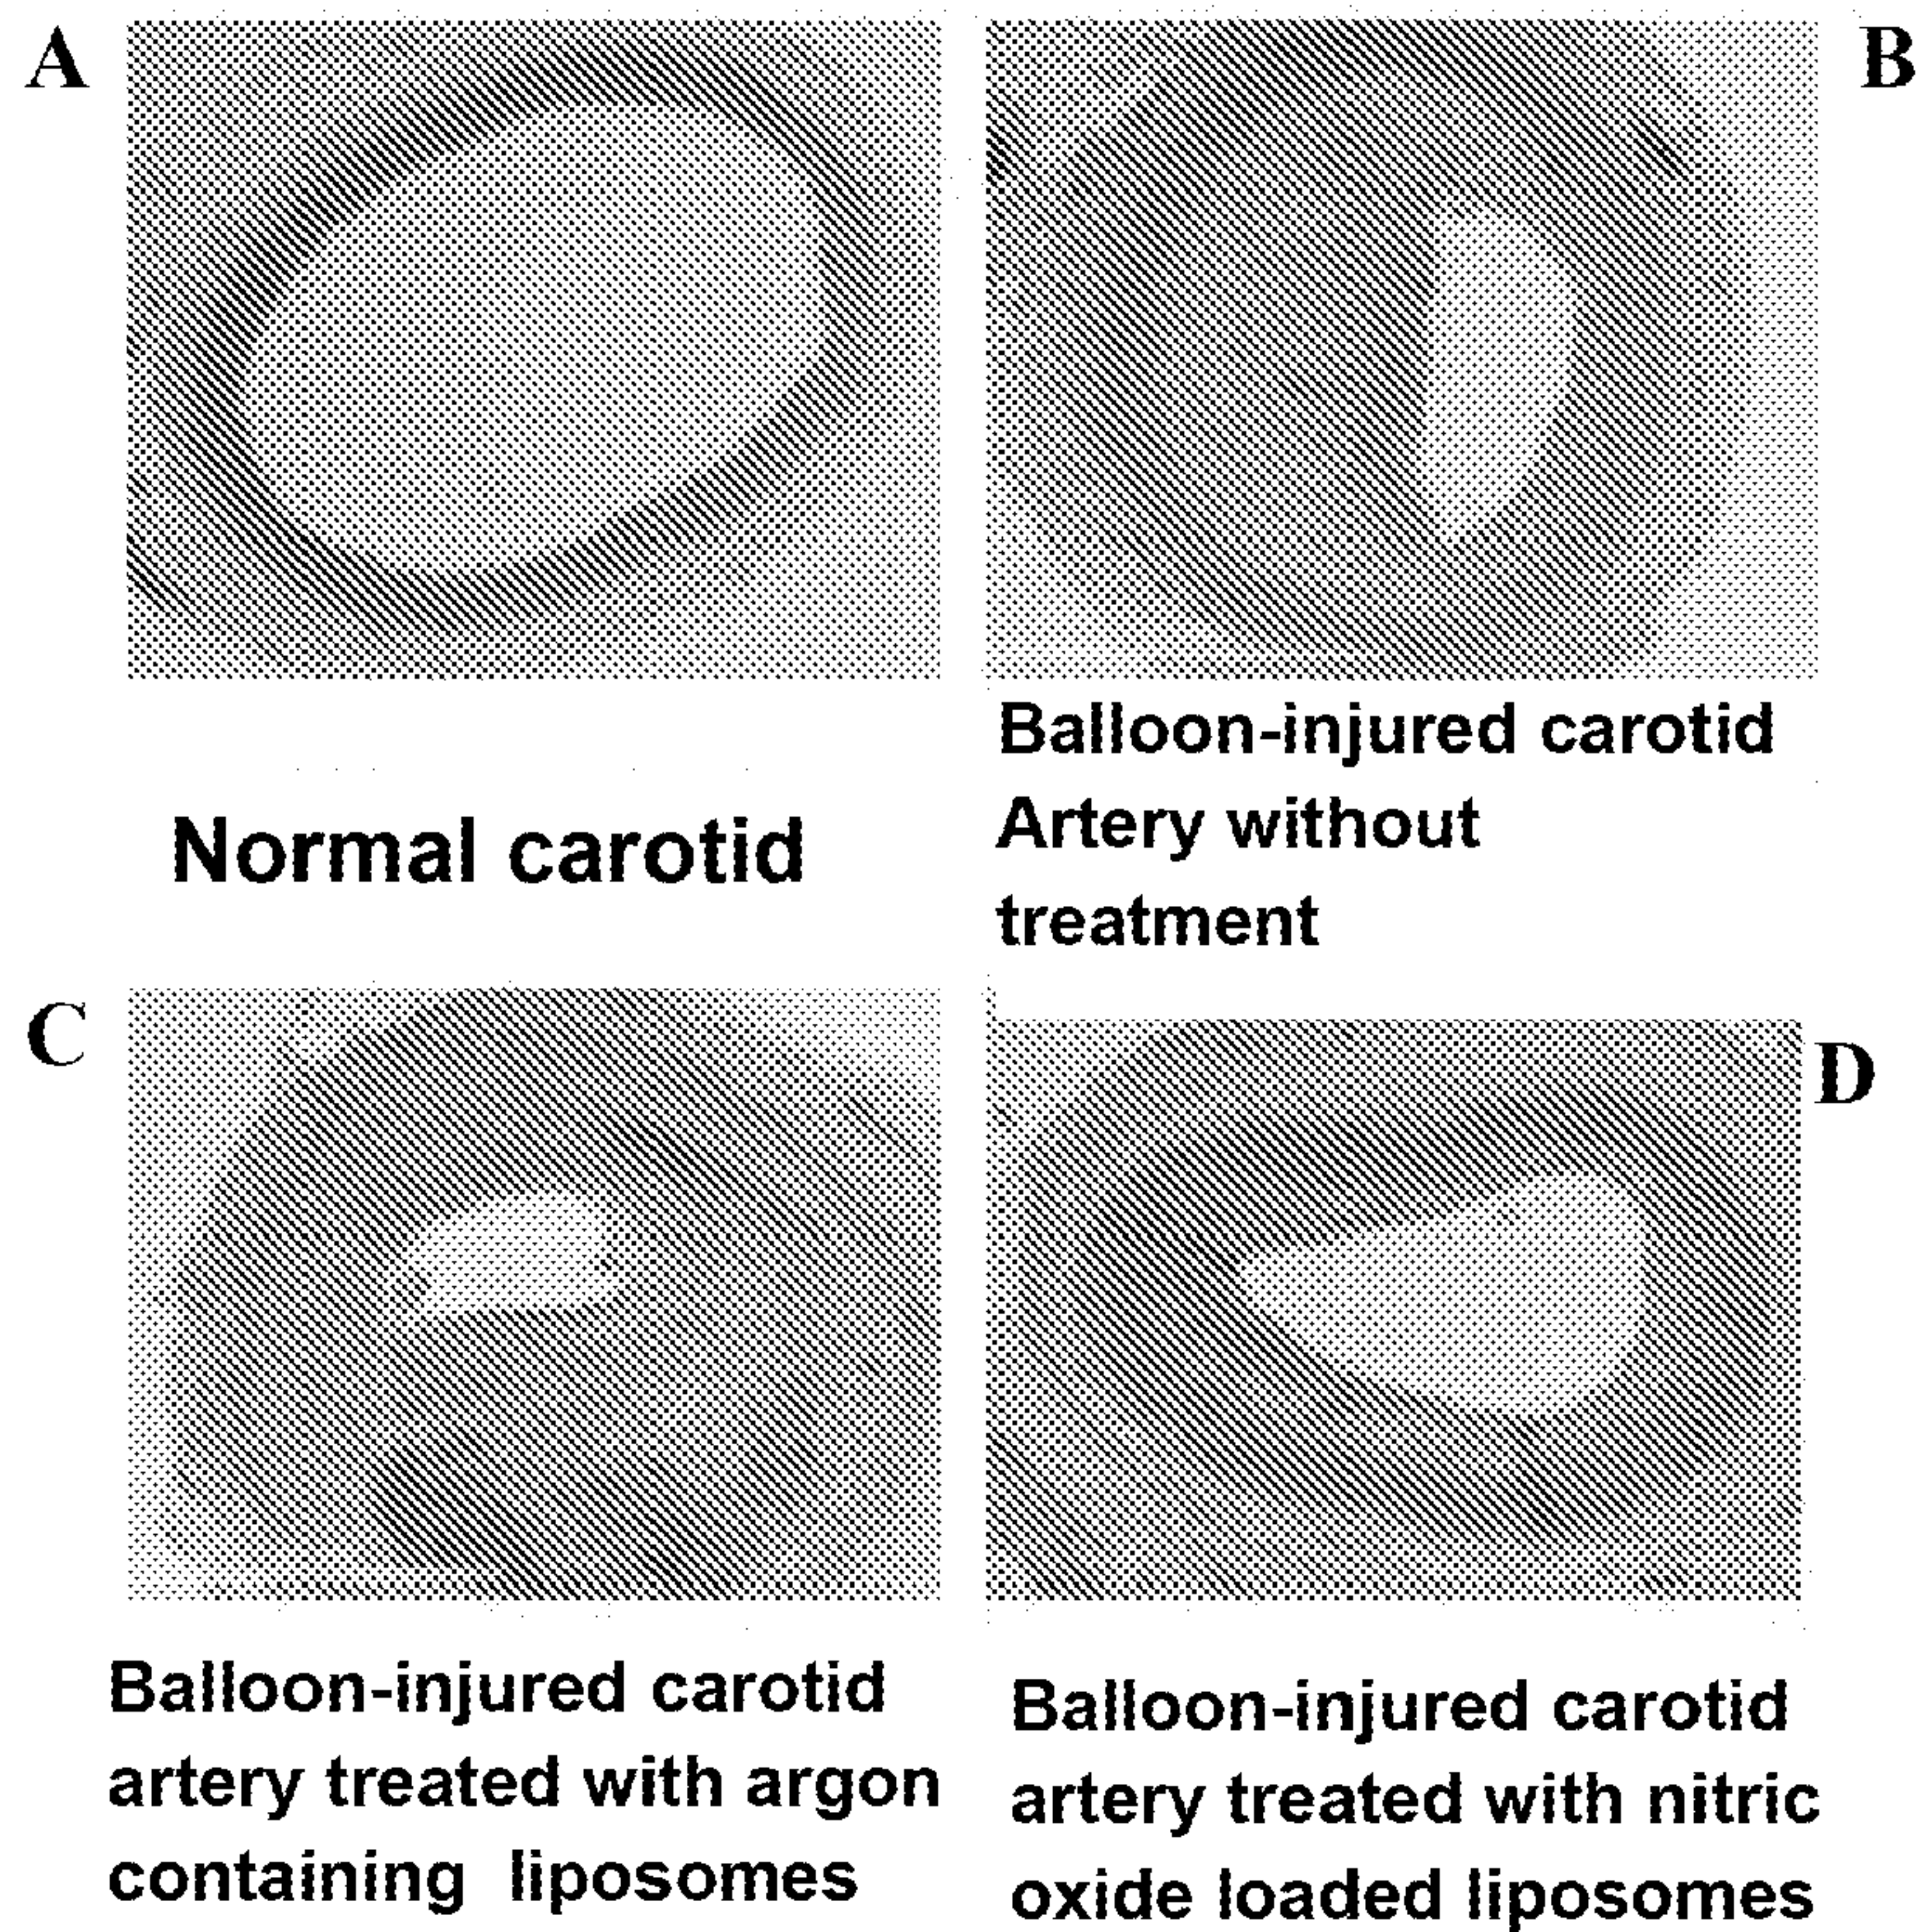 A
B
Normal carotid
Balloon-injured carotid
Artery without
treatment
C
D
Balloon-injured carotid
artery treated with argon
containing liposomes
Balloon-injured carotid
artery treated with nitric
oxide loaded liposomes